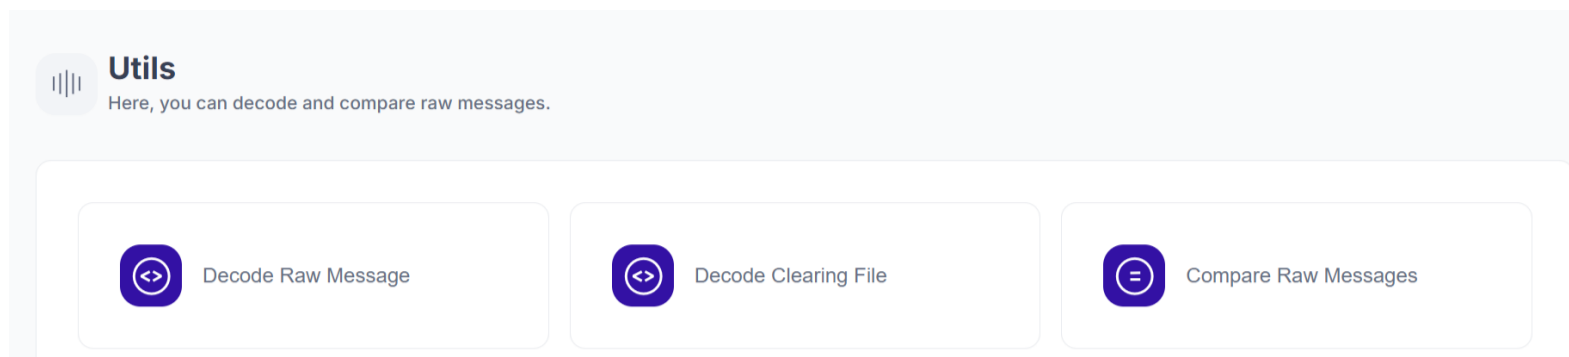 Utils
Here, you can decode and compare raw messages.
Decode Raw Message
Decode Clearing File
Compare Raw Messages